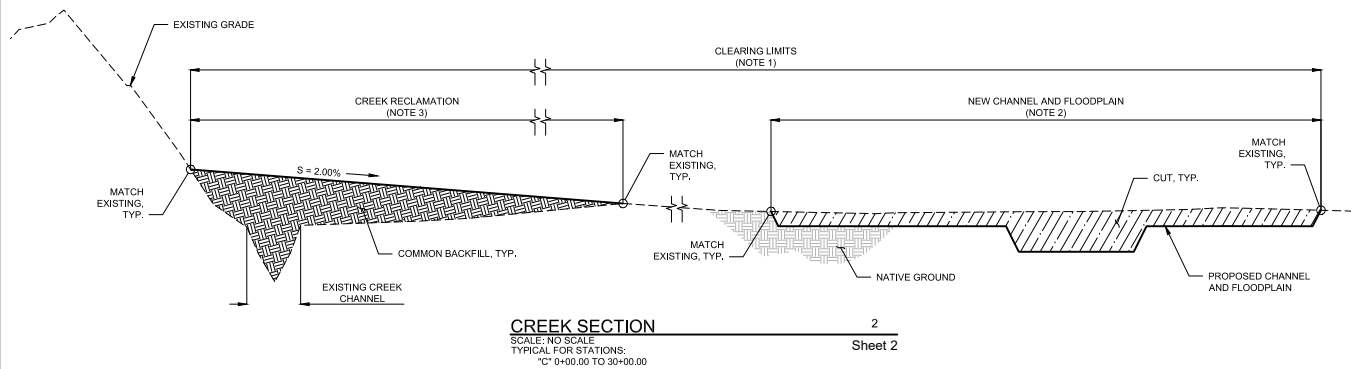 EXISTING GRADE
CLEARING LIMITS
(NOTE 1)
CREEK RECLAMATION
(NOTE 3)
NEW CHANNEL AND FLOODPLAIN
(NOTE 2)
MATCH
EXISTING,
TYP.
S = 2.00%
MATCH
EXISTING,
TYP.
MATCH
EXISTING,
TYP.
CUT, TYP.
COMMON BACKFILL, TYP.
MATCH
EXISTING, TYP.
NATIVE GROUND
PROPOSED CHANNEL
AND FLOODPLAIN
EXISTING CREEK
CHANNEL
CREEK SECTION
2
SCALE: NO SCALE
Sheet 2
TYPICAL FOR STATIONS:
"C" 0+00.00 TO 30+00.00